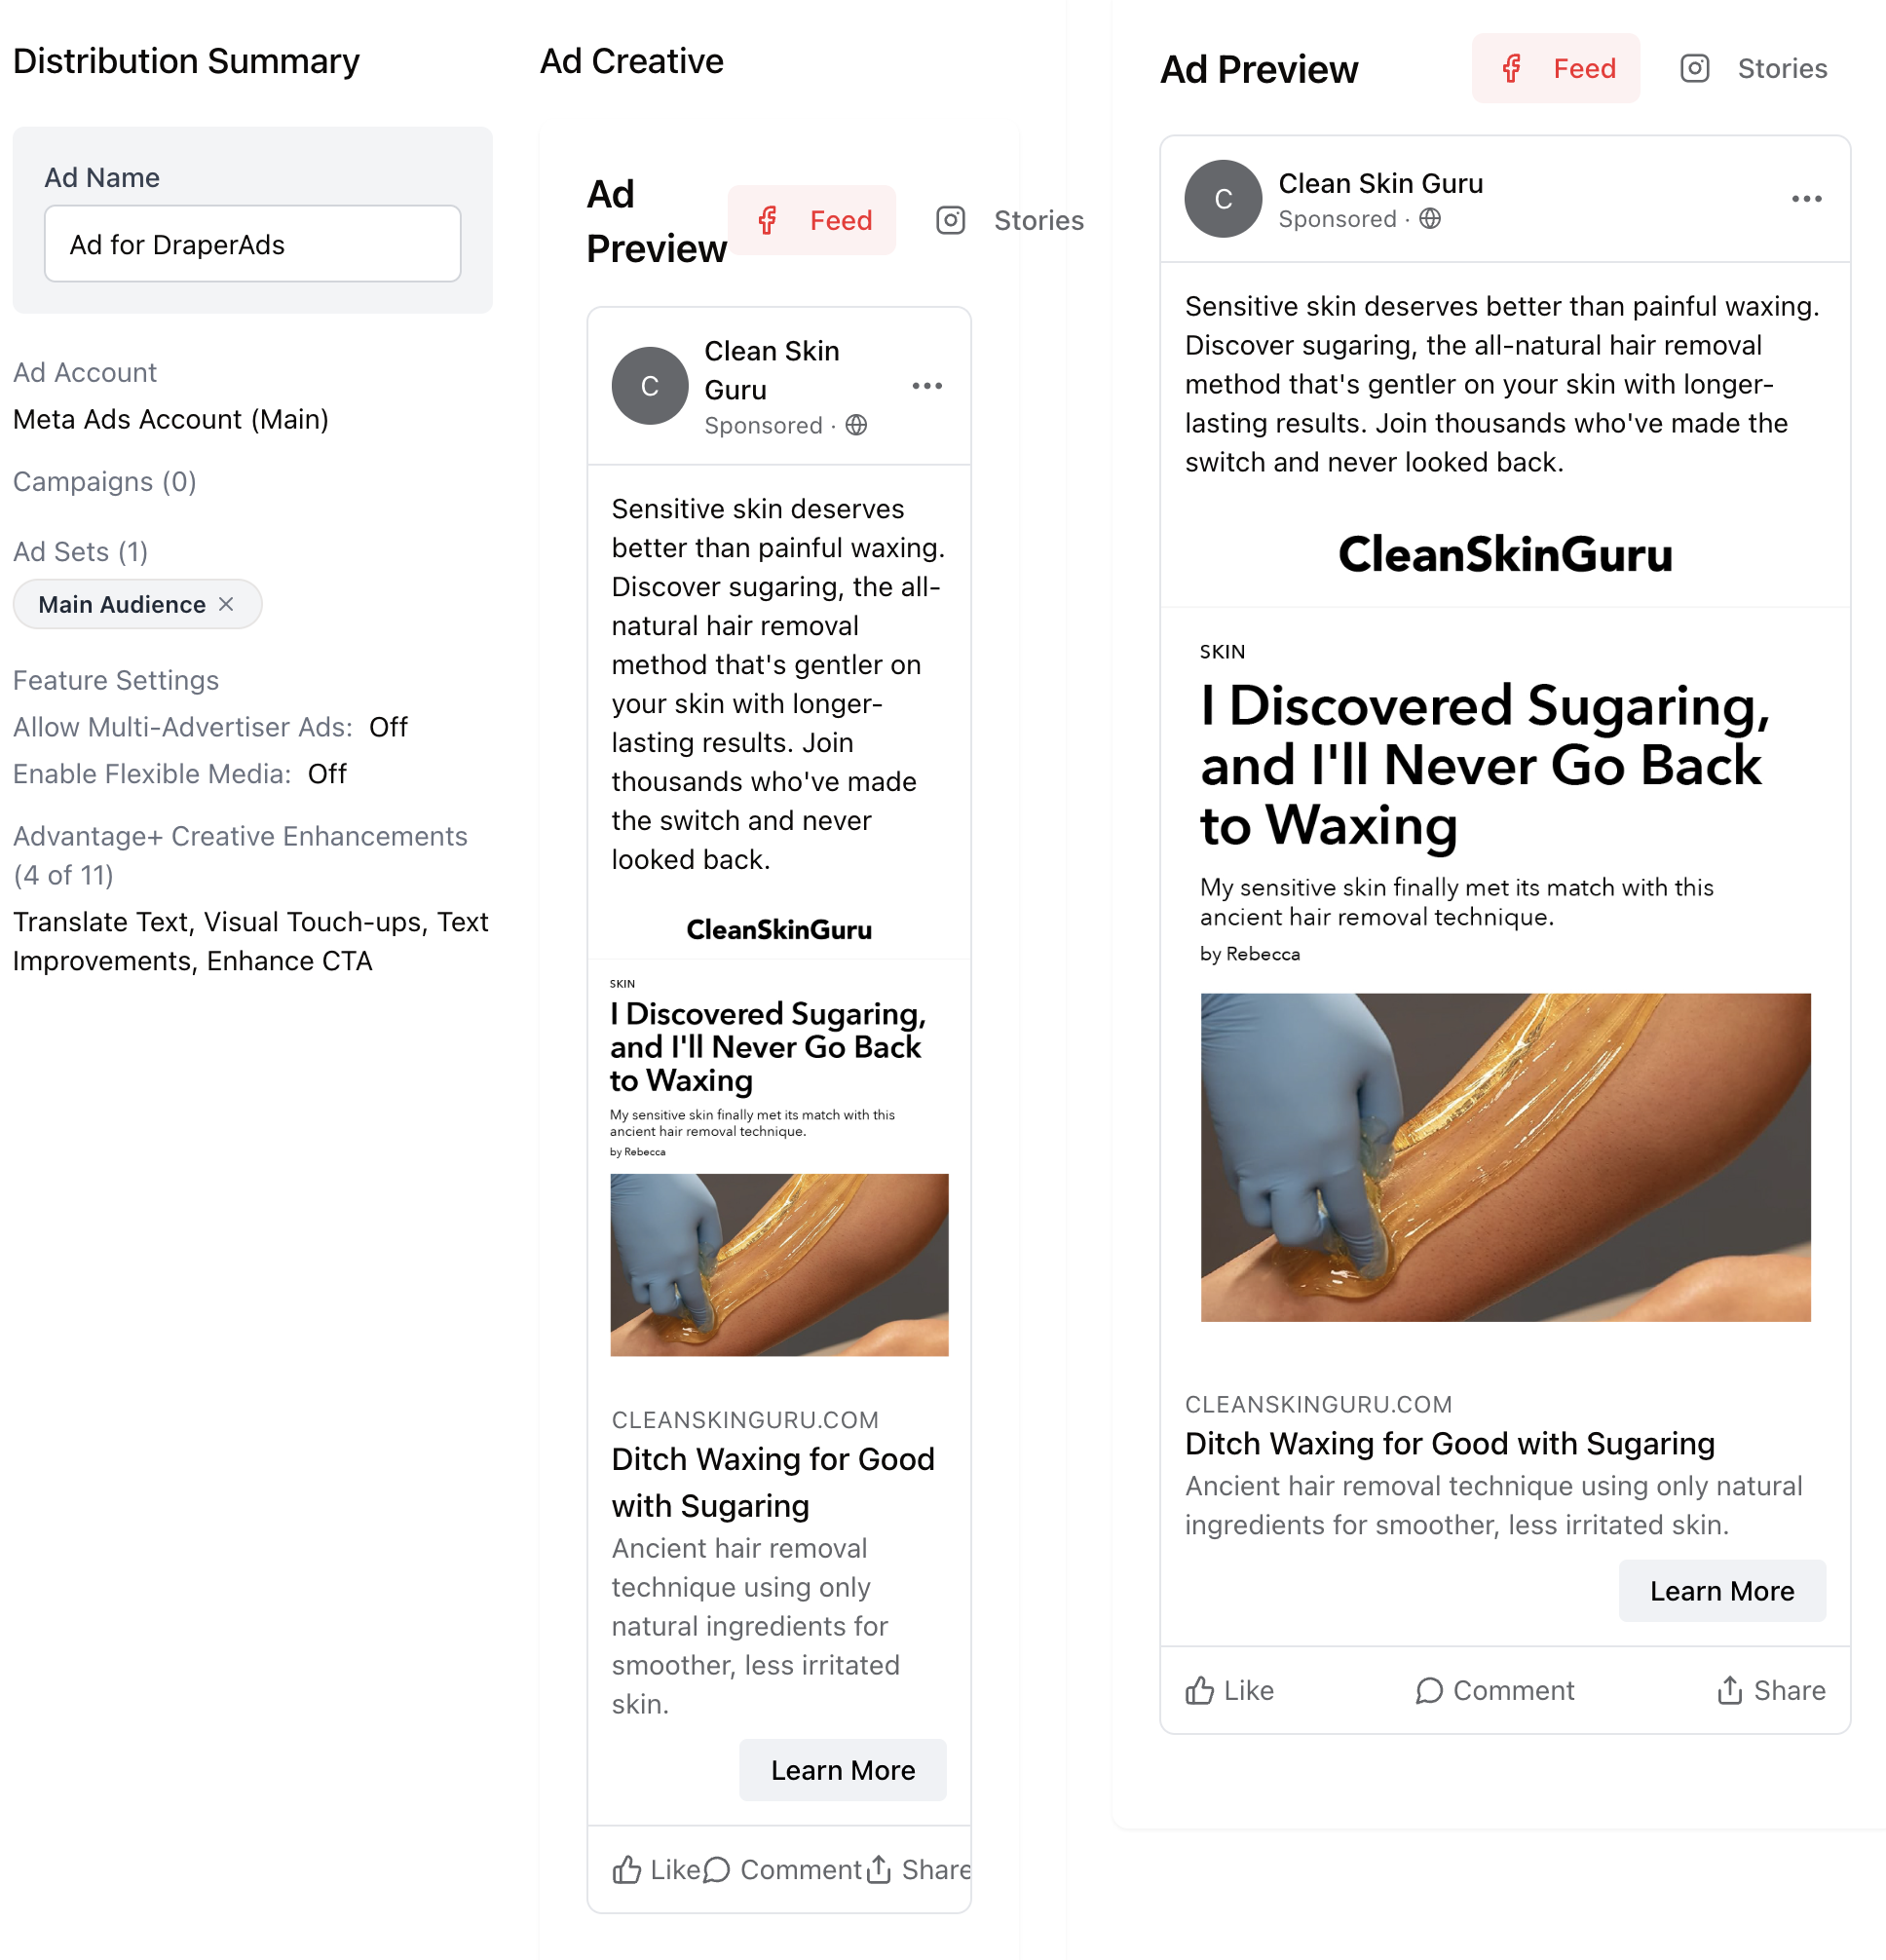 Distribution Summary
Ad Name
Ad for DraperAds
Ad Account
Meta Ads Account (Main)
Campaigns (0)
Ad Sets (1)
Main Audience
Feature Settings
Allow Multi-Advertiser Ads: Off
Enable Flexible Media: Off
Advantage+ Creative Enhancements
(4 of 11)
Translate Text, Visual Touch-ups, Text
Improvements, Enhance CTA
Ad Creative
Ad
Preview
Feed
Stories
C
Clean Skin
Guru
Sponsored ·
Sensitive skin deserves
better than painful waxing.
Discover sugaring, the all-
natural hair removal
method that's gentler on
your skin with longer-
lasting results. Join
thousands who've made
the switch and never
looked back.
CleanSkinGuru
SKIN
I Discovered Sugaring,
and I'll Never Go Back
to Waxing
My sensitive skin finally met its match with this
ancient hair removal technique.
by Rebecca
CLEANSKINGURU.COM
Ditch Waxing for Good
with Sugaring
Ancient hair removal
technique using only
natural ingredients for
smoother, less irritated
skin.
Learn More
Like Comment Share
Ad Preview
Feed
Stories
C
Clean Skin Guru
Sponsored ·
Sensitive skin deserves better than painful waxing.
Discover sugaring, the all-natural hair removal
method that's gentler on your skin with longer-
lasting results. Join thousands who've made the
switch and never looked back.
CleanSkinGuru
SKIN
I Discovered Sugaring,
and I'll Never Go Back
to Waxing
My sensitive skin finally met its match with this
ancient hair removal technique.
by Rebecca
CLEANSKINGURU.COM
Ditch Waxing for Good with Sugaring
Ancient hair removal technique using only natural
ingredients for smoother, less irritated skin.
Learn More
Like Comment Share